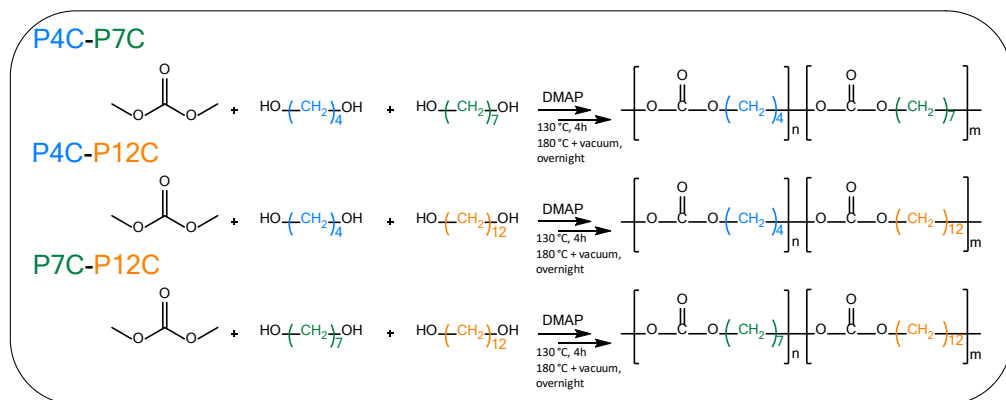 P4C-P7C
O
O O
+
HO(CH2)4OH
+
HO(CH2)7OH
DMAP
130 °C, 4h
180 °C + vacuum,
overnight
[O-C-O(CH2)4]n[O-C-O(CH2)7]m
O O
P4C-P12C
O
O O
+
HO(CH2)4OH
+
HO(CH2)12OH
DMAP
130 °C, 4h
180 °C + vacuum,
overnight
[O-C-O(CH2)4]n[O-C-O(CH2)12]m
O O
P7C-P12C
O
O O
+
HO(CH2)7OH
+
HO(CH2)12OH
DMAP
130 °C, 4h
180 °C + vacuum,
overnight
[O-C-O(CH2)7]n[O-C-O(CH2)12]m
O O